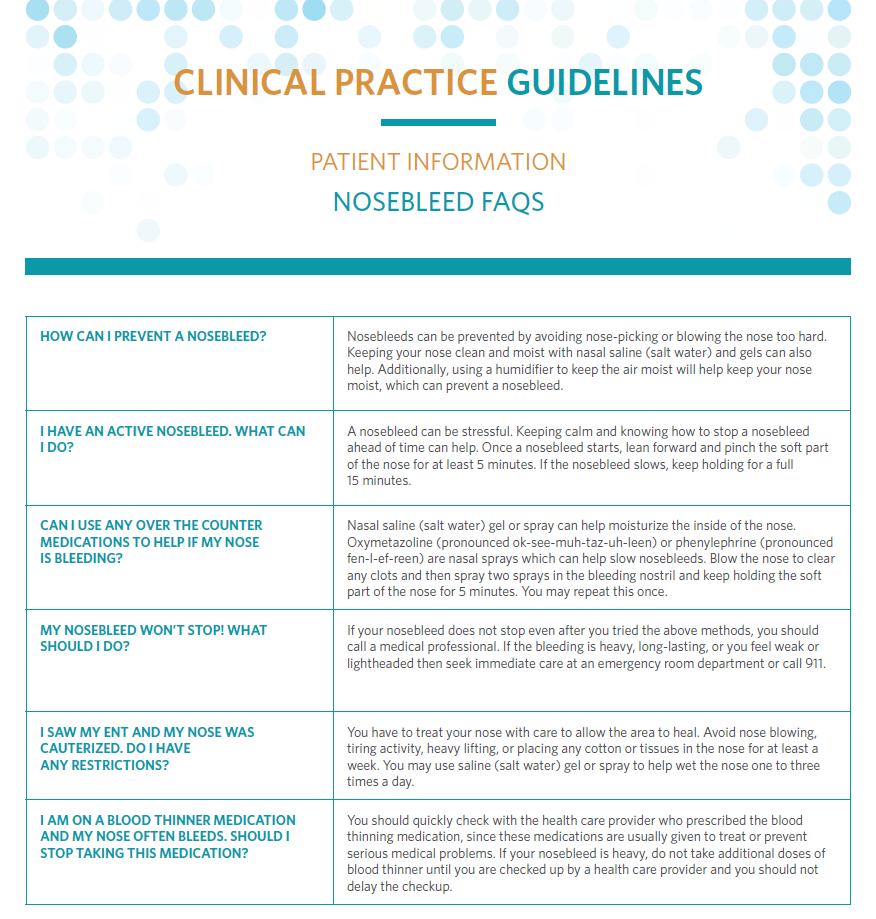 CLINICAL PRACTICE GUIDELINES
PATIENT INFORMATION
NOSEBLEED FAQS
HOW CAN I PREVENT A NOSEBLEED?
Nosebleeds can be prevented by avoiding nose-picking or blowing the nose too hard.
Keeping your nose clean and moist with nasal saline (salt water) and gels can also
help. Additionally, using a humidifier to keep the air moist will help keep your nose
moist, which can prevent a nosebleed.
I HAVE AN ACTIVE NOSEBLEED. WHAT CAN
I DO?
A nosebleed can be stressful. Keeping calm and knowing how to stop a nosebleed
ahead of time can help. Once a nosebleed starts, lean forward and pinch the soft part
of the nose for at least 5 minutes. If the nosebleed slows, keep holding for a full
15 minutes.
CAN I USE ANY OVER THE COUNTER
MEDICATIONS TO HELP IF MY NOSE
IS BLEEDING?
Nasal saline (salt water) gel or spray can help moisturize the inside of the nose.
Oxymetazoline (pronounced ok-see-muh-taz-uh-leen) or phenylephrine (pronounced
fen-l-ef-reen) are nasal sprays which can help slow nosebleeds. Blow the nose to clear
any clots and then spray two sprays in the bleeding nostril and keep holding the soft
part of the nose for 5 minutes. You may repeat this once.
MY NOSEBLEED WON'T STOP! WHAT
SHOULD I DO?
If your nosebleed does not stop even after you tried the above methods, you should
call a medical professional. If the bleeding is heavy, long-lasting, or you feel weak or
lightheaded then seek immediate care at an emergency room department or call 911.
I SAW MY ENT AND MY NOSE WAS
CAUTERIZED. DO I HAVE
ANY RESTRICTIONS?
You have to treat your nose with care to allow the area to heal. Avoid nose blowing,
tiring activity, heavy lifting, or placing any cotton or tissues in the nose for at least a
week. You may use saline (salt water) gel or spray to help wet the nose one to three
times a day.
I AM ON A BLOOD THINNER MEDICATION
AND MY NOSE OFTEN BLEEDS. SHOULD I
STOP TAKING THIS MEDICATION?
You should quickly check with the health care provider who prescribed the blood
thinning medication, since these medications are usually given to treat or prevent
serious medical problems. If your nosebleed is heavy, do not take additional doses of
blood thinner until you are checked up by a health care provider and you should not
delay the checkup.